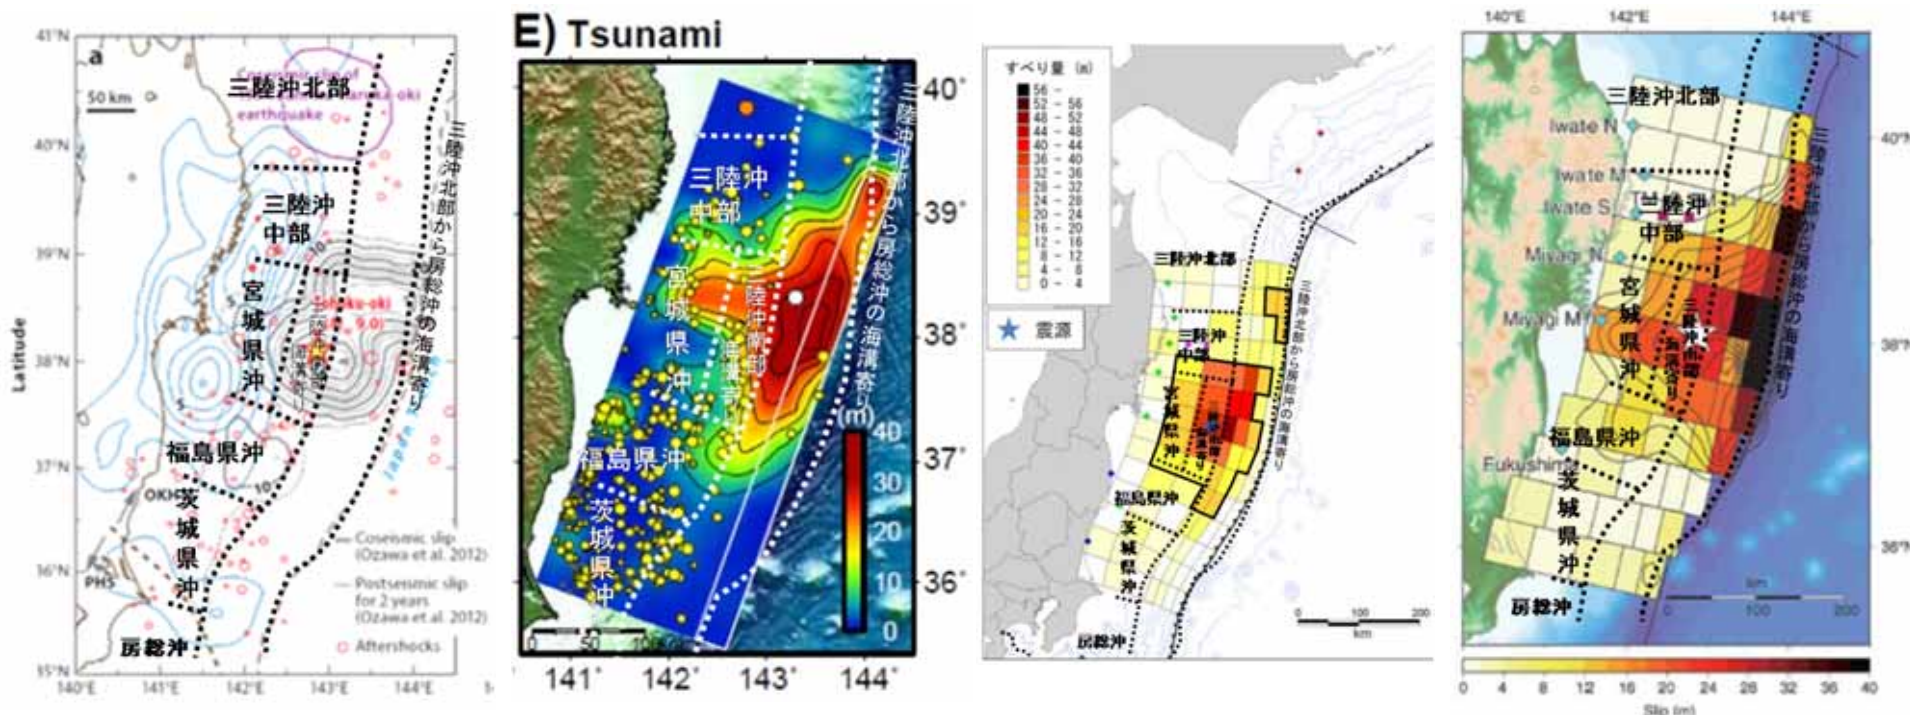 a
41°N
40°N
39°N
38°N
37°N
36°N
35°N
Latitude
50 km
三陸沖北部
earthquake
三陸沖
中部
宮城県沖
福島県沖
茨城県沖
房総沖
三陸沖北部から房総沖の海溝寄り
10
5
5
10
OKH
PHS
Coseismic slip
(Ozawa et al. 2012)
Postseismic slip
for 2 years
(Ozawa et al. 2012)
Aftershocks
140°E
141°E
142°E
143°E
144°E
E) Tsunami
三陸沖
中部
宮城県沖
三陸沖南部
海溝寄り
福島県沖
茨城県沖
三陸沖北部から房総沖の海溝寄り
(m)
40
30
20
10
0
40°
39°
38°
37°
36°
0
50
141°
142°
143°
144°
すべり量 (m)
56 -
52 - 56
48 - 52
44 - 48
40 - 44
36 - 40
32 - 36
28 - 32
24 - 28
20 - 24
16 - 20
12 - 16
8 - 12
4 - 8
0 - 4
震源
三陸沖北部
三陸沖
中部
宮城県沖
福島県沖
茨城県沖
房総沖
三陸沖北部から房総沖の海溝寄り
0
100
200
km
140°E
142°E
144°E
三陸沖北部
Iwate N
Iwate M
Iwate S
三陸沖
中部
Miyagi N
宮城県沖
Miyagi M
福島県沖
Fukushima
茨城県沖
房総沖
三陸沖北部から房総沖の海溝寄り
40°N
38°N
36°N
km
0
100
200
0
4
8
12
16
20
24
28
32
36
40
Slip (m)